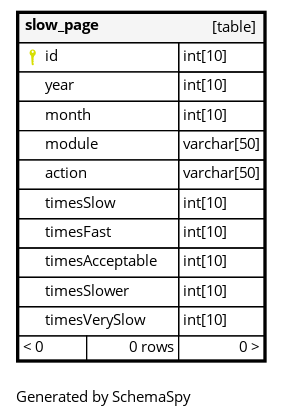 slow_page [table]
id int[10]
year int[10]
month int[10]
module varchar[50]
action varchar[50]
timesSlow int[10]
timesFast int[10]
timesAcceptable int[10]
timesSlower int[10]
timesVerySlow int[10]
< 0 0 rows 0 >
Generated by SchemaSpy